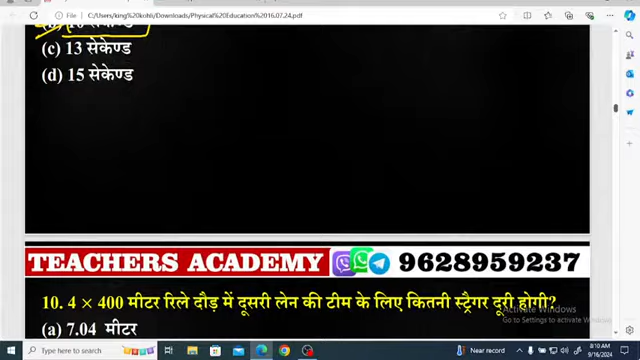 File
C:/Users/king%20kohli/Downloads/Physical%20Education%2016.07.24.pdf
(c) 13 सेकेण्ड
(d) 15 सेकेण्ड
TEACHERS ACADEMY 9628959237
10. 4 × 400 मीटर रिले दौड़ में दूसरी लेन की टीम के लिए कितनी स्ट्रैगर दूरी होगी?
(a) 7.04 मीटर
Activate Windows
Go to Settings to activate Windows.
Type here to search
Near record
8:10 AM
9/16/2024